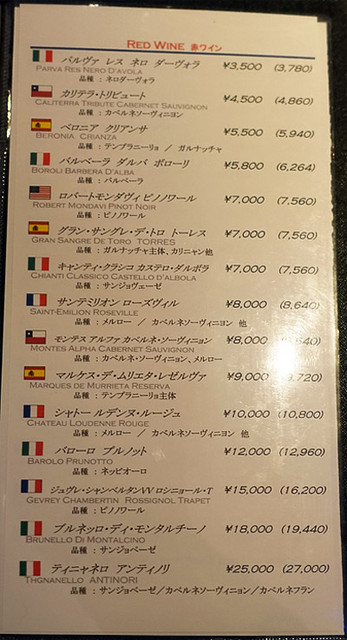 RED WINE 赤ワイン
パルヴァ レス ネロ ダーヴォラ ¥3,500 (3,780)
PARVA RES NERO D'AVOLA
品種 : ネロダーヴォラ
カリテラ・トリビュート ¥4,500 (4,860)
CALITERRA TRIBUTE CABERNET SAUVIGNON
品種 : カベルネソーヴィニヨン
ベロニア クリアンサ ¥5,500 (5,940)
BERONIA CRIANZA
品種 : テンプラニーリョ / ガルナッチャ
バルベーラ ダルバ ボローリ ¥5,800 (6,264)
BOROLI BARBERA D'ALBA
品種 : バルベーラ
ロバートモンダヴィ ピノノワール ¥7,000 (7,560)
ROBERT MONDAVI PINOT NOIR
品種 : ピノノワール
グラン・サングレ・デ・トロ トーレス ¥7,000 (7,560)
GRAN SANGRE DE TORO TORRES
品種 : ガルナッチャ主体、カリニャン他
キャンティ・クラシコ カステロ・ダルボラ ¥7,000 (7,560)
CHIANTI CLASSICO CASTELLO D'ALBOLA
品種 : サンジョヴェーゼ
サンテミリオン ローズヴィル ¥8,000 (8,640)
SAINT-EMILION ROSEVILLE
品種 : メルロー / カベルネソーヴィニヨン 他
モンテス アルファ カベルネ・ソーヴィニヨン ¥8,000
MONTES ALPHA CABERNET SAUVIGNON
品種 : カベルネ・ソーヴィニヨン、メルロー
マルケス・デ・ムリエタ・レゼルヴァ ¥9,000
MARQUES DE MURRIETA RESERVA
品種 : テンプラニーリョ主体
シャトー ルデンヌ・ルージュ ¥10,000 (10,800)
CHATEAU LOUDENNE ROUGE
品種 : メルロー / カベルネソーヴィニヨン 他
バローロ プルノット ¥12,000 (12,960)
BAROLO PRUNOTTO
品種 : ネッビオーロ
ジュヴレ・シャンベルタンVV ロシニョール・T ¥15,000 (16,200)
GEVREY CHAMBERTIN ROSSIGNOL TRAPET
品種 : ピノノワール
ブルネッロ・ディ・モンタルチーノ ¥18,000 (19,440)
BRUNELLO DI MONTALCINO
品種 : サンジョベーゼ
ティニャネロ アンティノリ ¥25,000 (27,000)
THGNANELLO ANTINORI
品種 : サンジョベーゼ/カベルネソーヴィニョン/カベルネフラン